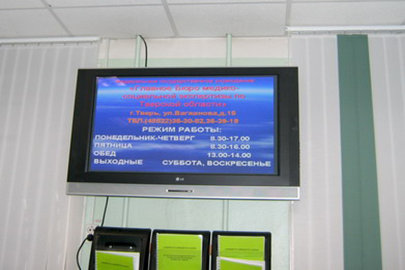 «Главное бюро медико-
социальной экспертизы по
Тверской области»
г.Тверь, ул.Багжанова,д.15
РЕЖИМ РАБОТЫ:
ПОНЕДЕЛЬНИК-ЧЕТВЕРГ 8.30-17.00
ПЯТНИЦА 8.30-16.00
ОБЕД 13.00-14.00
ВЫХОДНЫЕ СУББОТА, ВОСКРЕСЕНЬЕ
LG